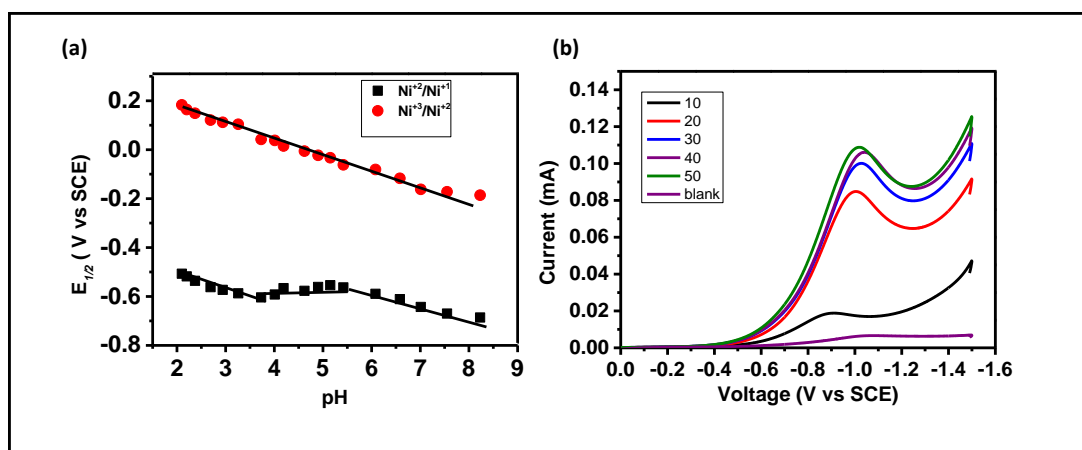 (a)
Ni+2/Ni+1
Ni+3/Ni+2
0.2
0.0
-0.2
-0.4
-0.6
-0.8
E1/2 ( V vs SCE)
2 3 4 5 6 7 8 9
pH
(b)
0.14
0.12
0.10
0.08
0.06
0.04
0.02
0.00
Current (mA)
10
20
30
40
50
blank
0.0 -0.2 -0.4 -0.6 -0.8 -1.0 -1.2 -1.4 -1.6
Voltage (V vs SCE)